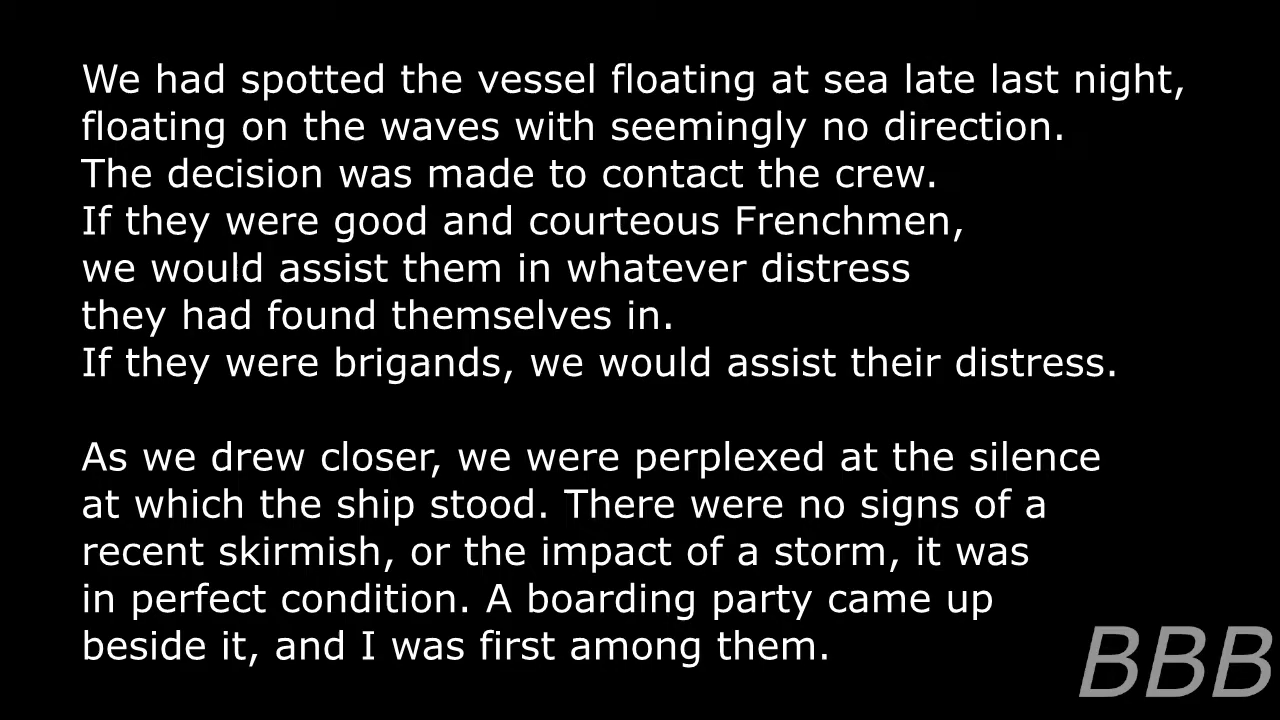 We had spotted the vessel floating at sea late last night,
floating on the waves with seemingly no direction.
The decision was made to contact the crew.
If they were good and courteous Frenchmen,
we would assist them in whatever distress
they had found themselves in.
If they were brigands, we would assist their distress.
As we drew closer, we were perplexed at the silence
at which the ship stood. There were no signs of a
recent skirmish, or the impact of a storm, it was
in perfect condition. A boarding party came up
beside it, and I was first among them.
BBB